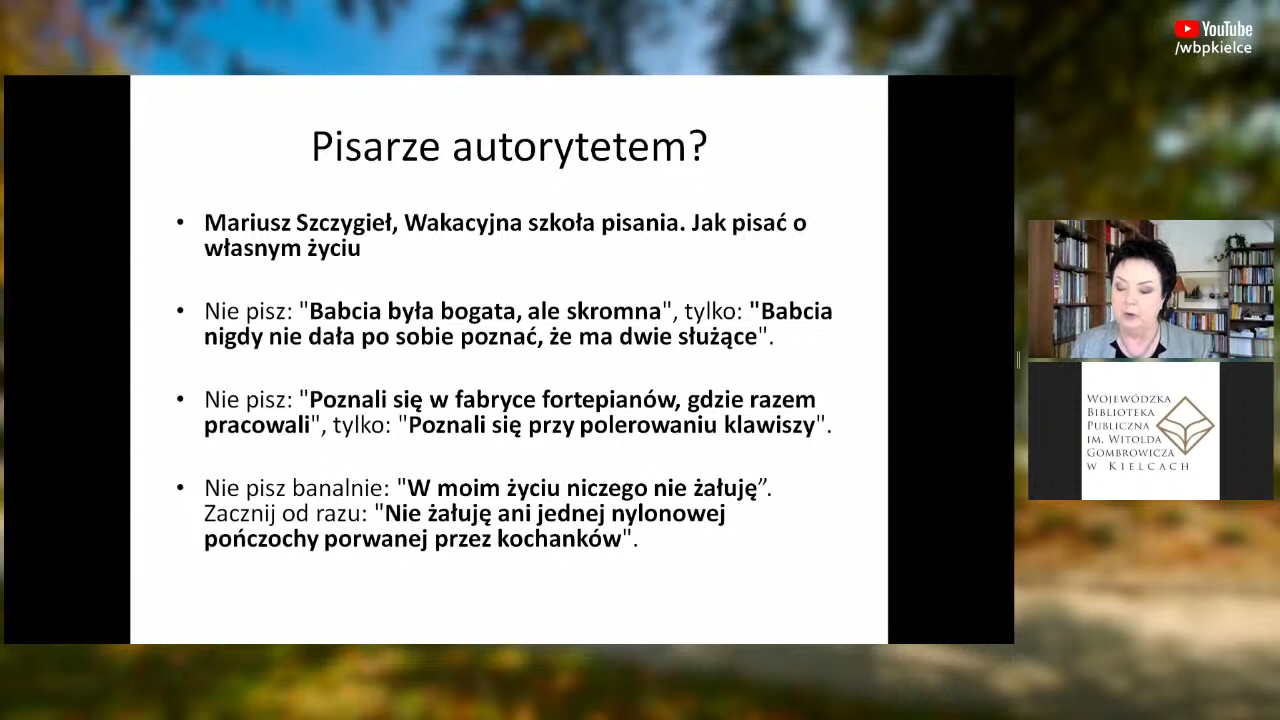 YouTube
/wbpkielce
Pisarze autorytetem?
• Mariusz Szczygieł, Wakacyjna szkoła pisania. Jak pisać o
własnym życiu
• Nie pisz: "Babcia była bogata, ale skromna", tylko: "Babcia
nigdy nie dała po sobie poznać, że ma dwie służące".
• Nie pisz: "Poznali się w fabryce fortepianów, gdzie razem
pracowali", tylko: "Poznali się przy polerowaniu klawiszy".
• Nie pisz banalnie: "W moim życiu niczego nie żałuję”.
Zacznij od razu: "Nie żałuję ani jednej nylonowej
pończochy porwanej przez kochanków".
WOJEWÓDZKA
BIBLIOTEKA
PUBLICZNA
IM. WITOLDA
GOMBROWICZA
W KIELCACH